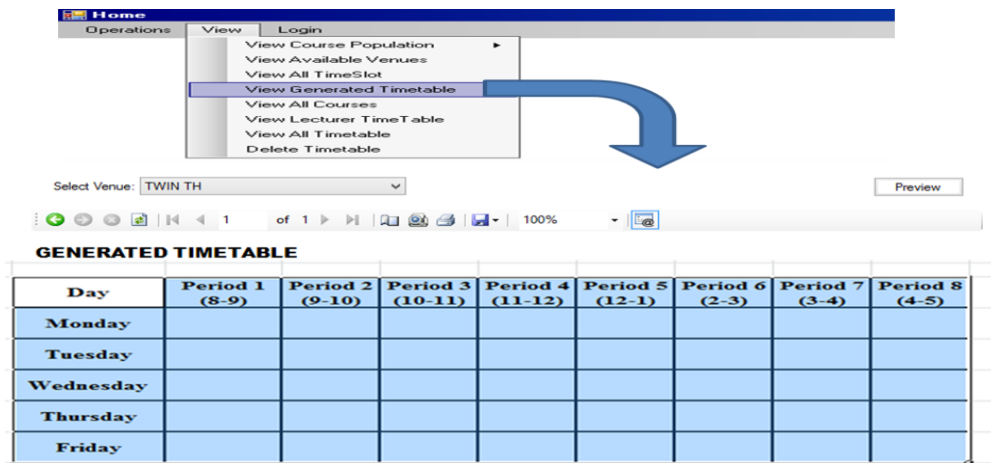 Home
Operations View Login
View Course Population
View Available Venues
View All TimeSlot
View Generated Timetable
View All Courses
View Lecturer TimeTable
View All Timetable
Delete Timetable
Select Venue: TWIN TH Preview
1 of 1 100%
GENERATED TIMETABLE
Day Period 1 Period 2 Period 3 Period 4 Period 5 Period 6 Period 7 Period 8
(8-9) (9-10) (10-11) (11-12) (12-1) (2-3) (3-4) (4-5)
Monday
Tuesday
Wednesday
Thursday
Friday